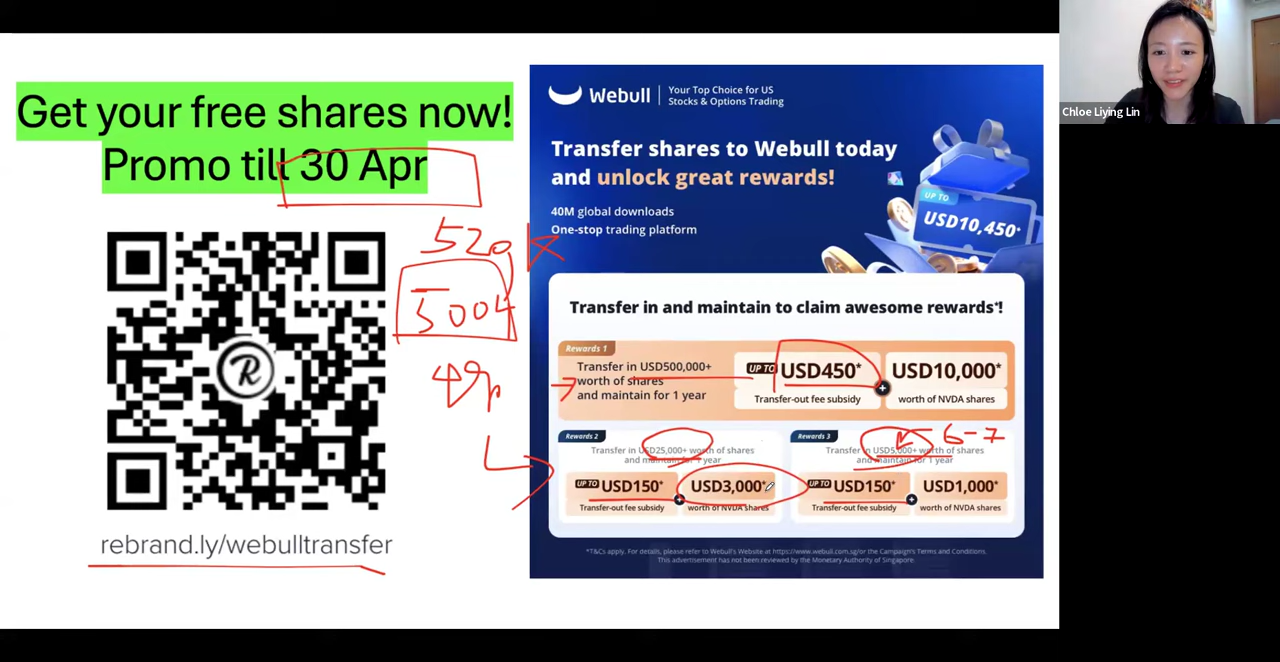 Get your free shares now!
Promo till 30 Apr
520K
500k
6-7
rebrand.ly/webulltransfer
Webull
Your Top Choice for US
Stocks & Options Trading
Transfer shares to Webull today
and unlock great rewards!
40M global downloads
One-stop trading platform
UP TO
USD10,450*
Transfer in and maintain to claim awesome rewards*!
Rewards 1
Transfer in USD500,000+
worth of shares
and maintain for 1 year
UP TO USD450*
Transfer-out fee subsidy
USD10,000*
worth of NVDA shares
Rewards 2
Transfer in USD25,000+ worth of shares
and maintain for 1 year
UP TO USD150*
Transfer-out fee subsidy
USD3,000*
worth of NVDA shares
Rewards 3
Transfer in USD5,000+ worth of shares
and maintain for 1 year
UP TO USD150*
Transfer-out fee subsidy
USD1,000*
worth of NVDA shares
*T&Cs apply. For details, please refer to Webull's Website at https://www.webull.com.sg/or the Campaign's Terms and Conditions.
This advertisement has not been reviewed by the Monetary Authority of Singapore.
Chloe Liying Lin